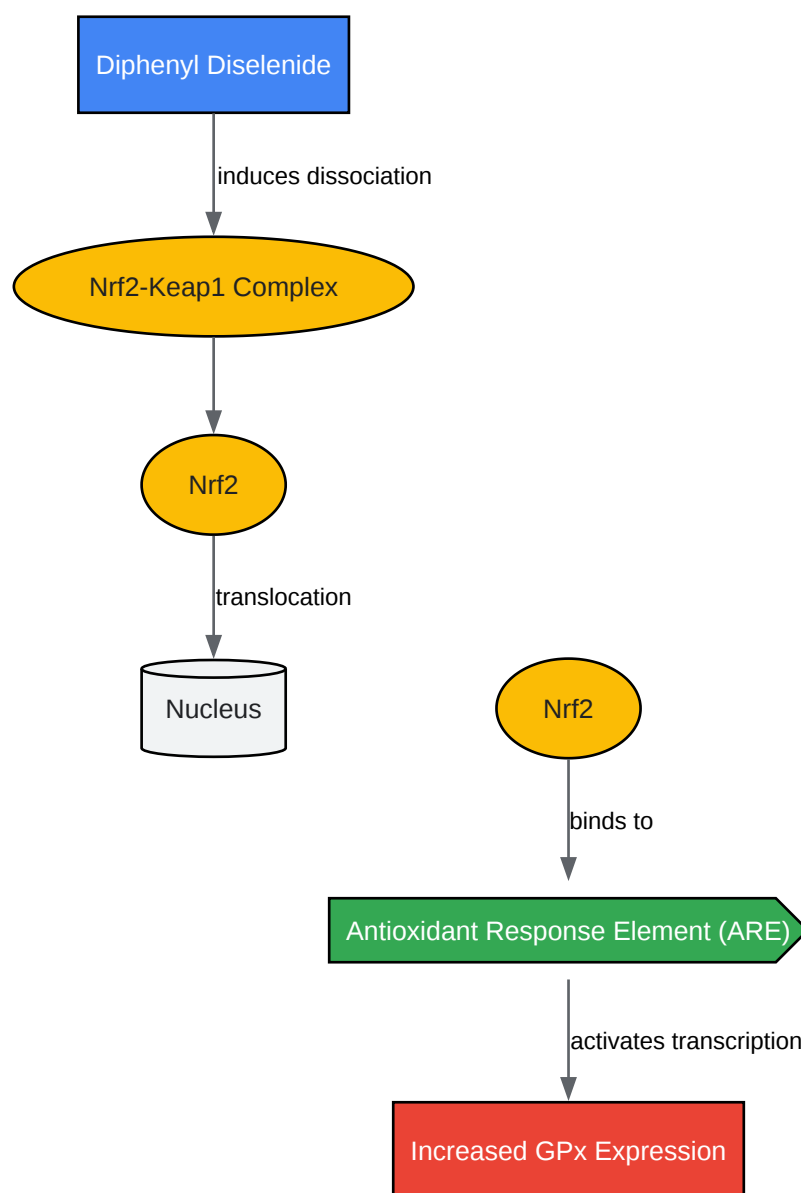 Diphenyl Diselenide
induces dissociation
Nrf2-Keap1 Complex
Nrf2
translocation
Nucleus
Nrf2
binds to
Antioxidant Response Element (ARE)
activates transcription
Increased GPx Expression